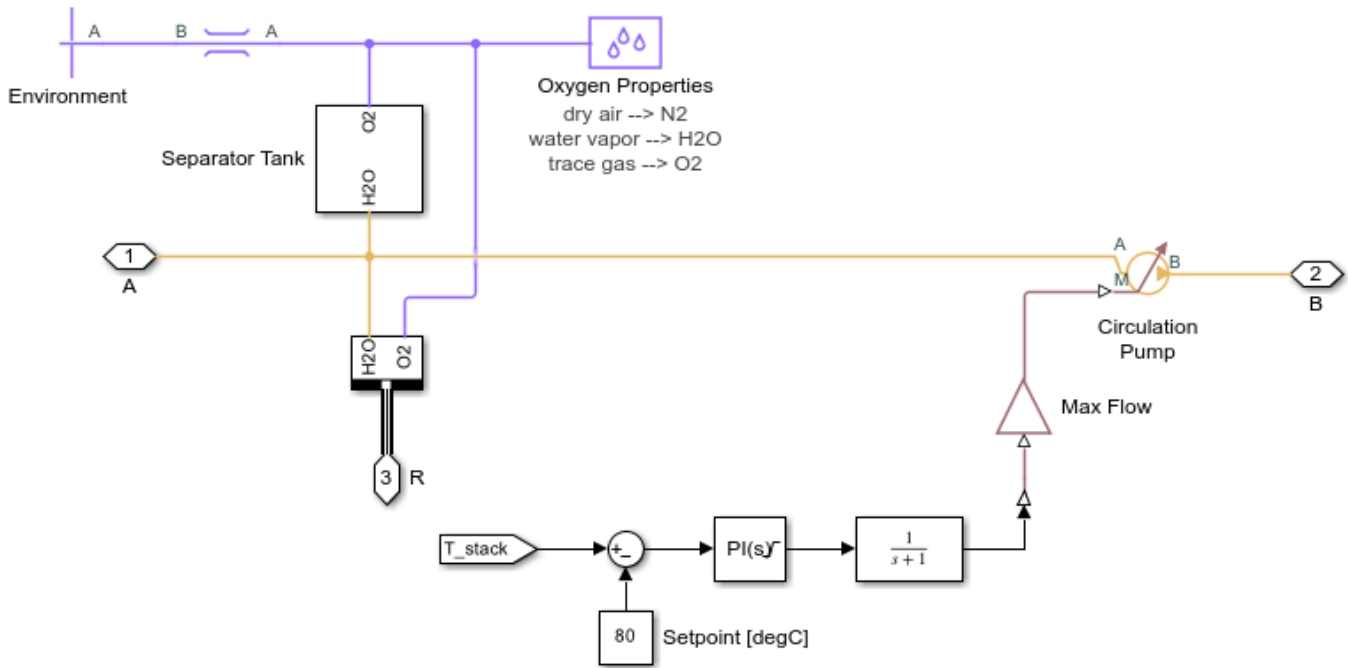 A
B
A
Environment
Oxygen Properties
dry air --> N2
water vapor --> H2O
trace gas --> O2
O2
Separator Tank
H2O
1
A
A
M
B
2
B
Circulation
Pump
H2O
O2
Max Flow
3
R
T_stack
+
-
PI(s)
1
s + 1
80
Setpoint [degC]